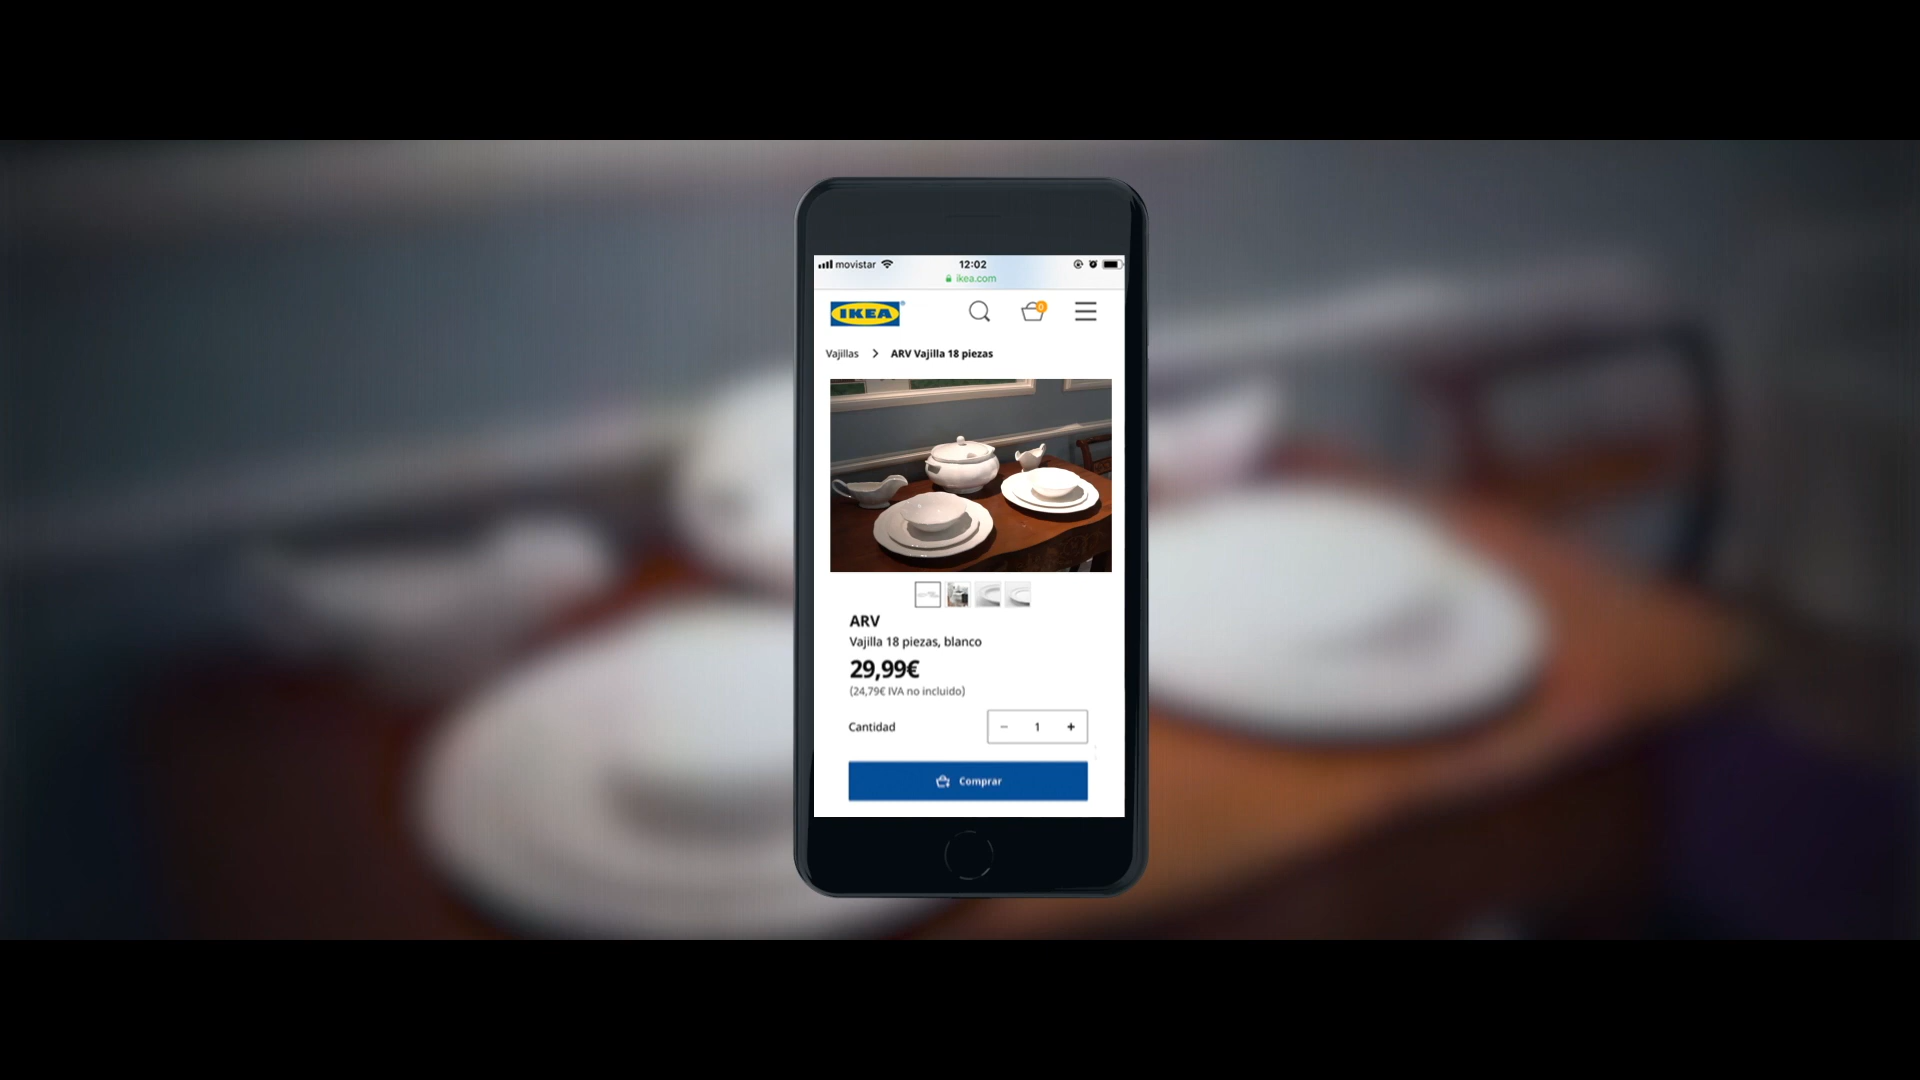 movistar 12:02
ikea.com
IKEA
0
Vajillas > ARV Vajilla 18 piezas
ARV
Vajilla 18 piezas, blanco
29,99€
(24,79€ IVA no incluido)
Cantidad − 1 +
Comprar